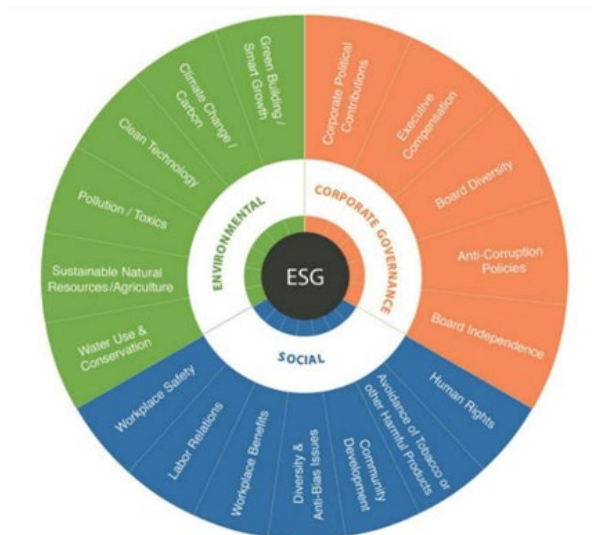 ESG
ENVIRONMENTAL
Green Building /
Smart Growth
Climate Change /
Carbon
Clean Technology
Pollution / Toxics
Sustainable Natural
Resources/Agriculture
Water Use &
Conservation
CORPORATE GOVERNANCE
Corporate Political
Contributions
Executive
Compensation
Board Diversity
Anti-Corruption
Policies
Board Independence
SOCIAL
Workplace Safety
Labor Relations
Workplace Benefits
Diversity &
Anti-Bias Issues
Community
Development
Avoidance of Tobacco or
other Harmful Products
Human Rights